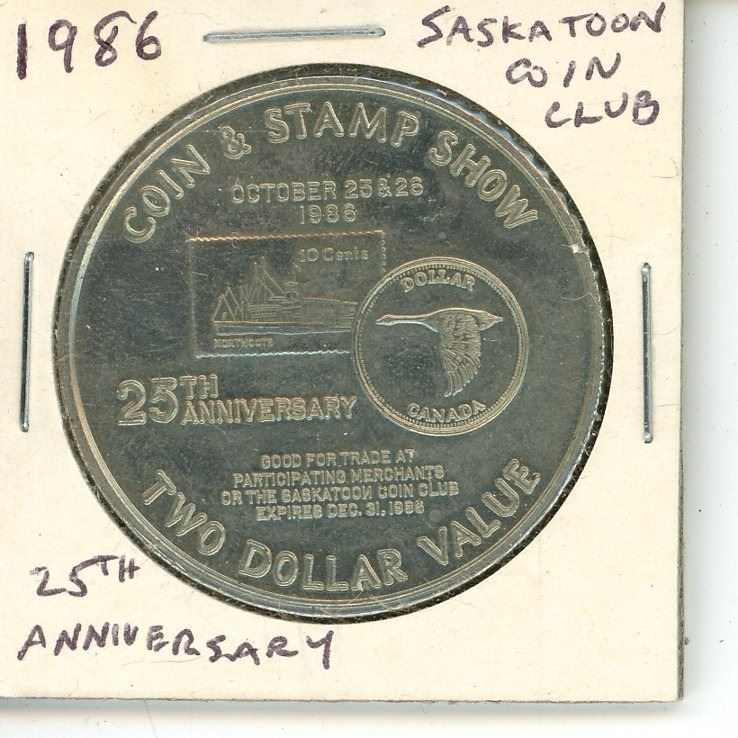 1986
SASKATOON
COIN
CLUB
COIN & STAMP SHOW
OCTOBER 25 & 26
1986
10 Cents
NORTHCOTE
DOLLAR
CANADA
25TH
ANNIVERSARY
GOOD FOR TRADE AT
PARTICIPATING MERCHANTS
OR THE SASKATOON COIN CLUB
EXPIRES DEC. 31, 1986
TWO DOLLAR VALUE
25TH
ANNIVERSARY